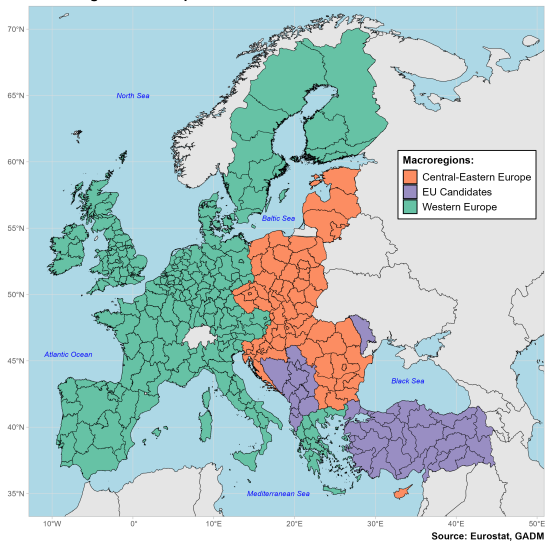 70°N
65°N
60°N
55°N
50°N
45°N
40°N
35°N
North Sea
Baltic Sea
Atlantic Ocean
Black Sea
Mediterranean Sea
Macroregions:
Central-Eastern Europe
EU Candidates
Western Europe
10°W
0°
10°E
20°E
30°E
40°E
50°E
Source: Eurostat, GADM